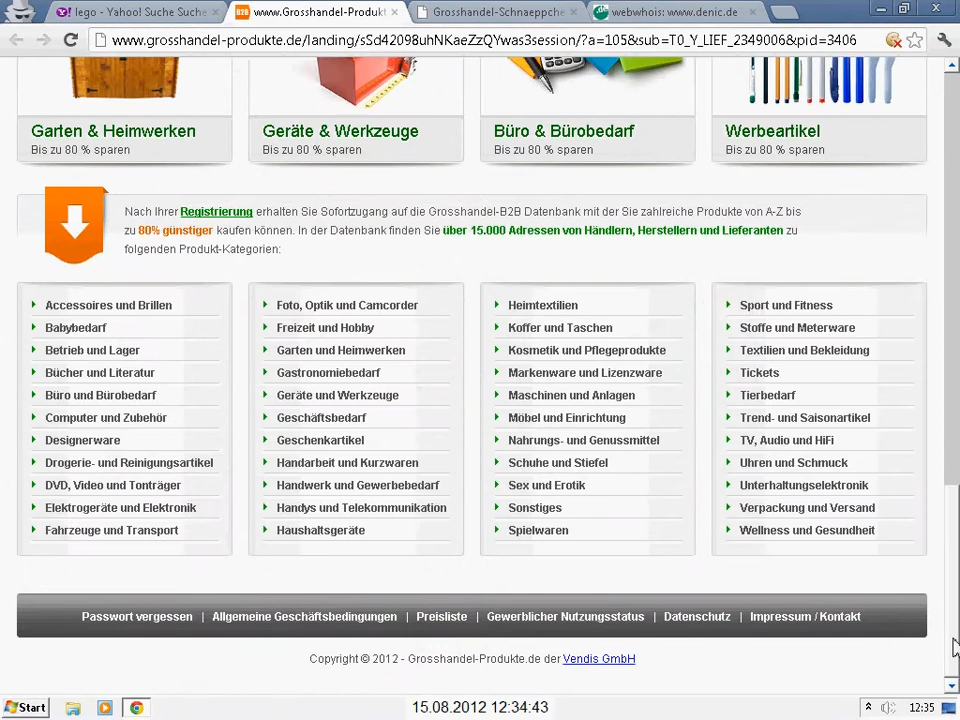 lego - Yahoo! Suche Suche
www.Grosshandel-Produkt
Grosshandel-Schnaeppche
webwhois: www.denic.de
www.grosshandel-produkte.de/landing/sSd42098uhNKaeZzQYwas3session/?a=105&sub=T0_Y_LIEF_2349006&pid=3406
Garten & Heimwerken
Bis zu 80 % sparen
Geräte & Werkzeuge
Bis zu 80 % sparen
Büro & Bürobedarf
Bis zu 80 % sparen
Werbeartikel
Bis zu 80 % sparen
Nach Ihrer Registrierung erhalten Sie Sofortzugang auf die Grosshandel-B2B Datenbank mit der Sie zahlreiche Produkte von A-Z bis
zu 80% günstiger kaufen können. In der Datenbank finden Sie über 15.000 Adressen von Händlern, Herstellern und Lieferanten zu
folgenden Produkt-Kategorien:
Accessoires und Brillen
Babybedarf
Betrieb und Lager
Bücher und Literatur
Büro und Bürobedarf
Computer und Zubehör
Designerware
Drogerie- und Reinigungsartikel
DVD, Video und Tonträger
Elektrogeräte und Elektronik
Fahrzeuge und Transport
Foto, Optik und Camcorder
Freizeit und Hobby
Garten und Heimwerken
Gastronomiebedarf
Geräte und Werkzeuge
Geschäftsbedarf
Geschenkartikel
Handarbeit und Kurzwaren
Handwerk und Gewerbebedarf
Handys und Telekommunikation
Haushaltsgeräte
Heimtextilien
Koffer und Taschen
Kosmetik und Pflegeprodukte
Markenware und Lizenzware
Maschinen und Anlagen
Möbel und Einrichtung
Nahrungs- und Genussmittel
Schuhe und Stiefel
Sex und Erotik
Sonstiges
Spielwaren
Sport und Fitness
Stoffe und Meterware
Textilien und Bekleidung
Tickets
Tierbedarf
Trend- und Saisonartikel
TV, Audio und HiFi
Uhren und Schmuck
Unterhaltungselektronik
Verpackung und Versand
Wellness und Gesundheit
Passwort vergessen | Allgemeine Geschäftsbedingungen | Preisliste | Gewerblicher Nutzungsstatus | Datenschutz | Impressum / Kontakt
Copyright © 2012 - Grosshandel-Produkte.de der Vendis GmbH
Start
15.08.2012 12:34:43
12:35